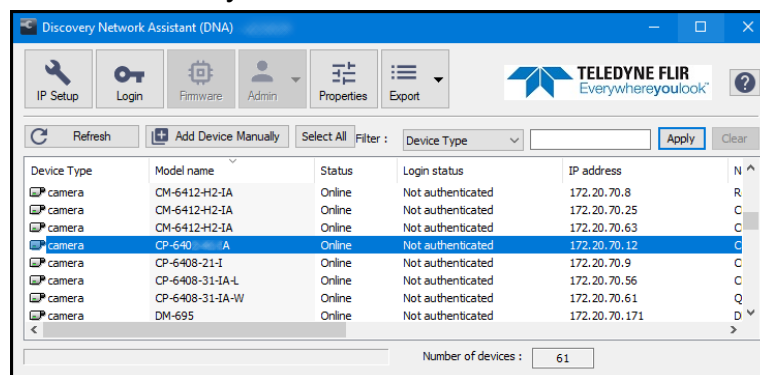 Discovery Network Assistant (DNA)
IP Setup Login Firmware Admin Properties Export
TELEDYNE FLIR
Everywhereyoulook
Refresh Add Device Manually Select All Filter : Device Type Apply Clear
Device Type Model name Status Login status IP address N
camera CM-6412-H2-IA Online Not authenticated 172.20.70.8 R
camera CM-6412-H2-IA Online Not authenticated 172.20.70.25 C
camera CM-6412-H2-IA Online Not authenticated 172.20.70.63 C
camera Online Not authenticated 172.20.70.12 C
camera CP-6408-21-I Online Not authenticated 172.20.70.9 C
camera CP-6408-31-IA-L Online Not authenticated 172.20.70.56 C
camera CP-6408-31-IA-W Online Not authenticated 172.20.70.61 Q
camera DM-695 Online Not authenticated 172.20.70.171 D
Number of devices : 61